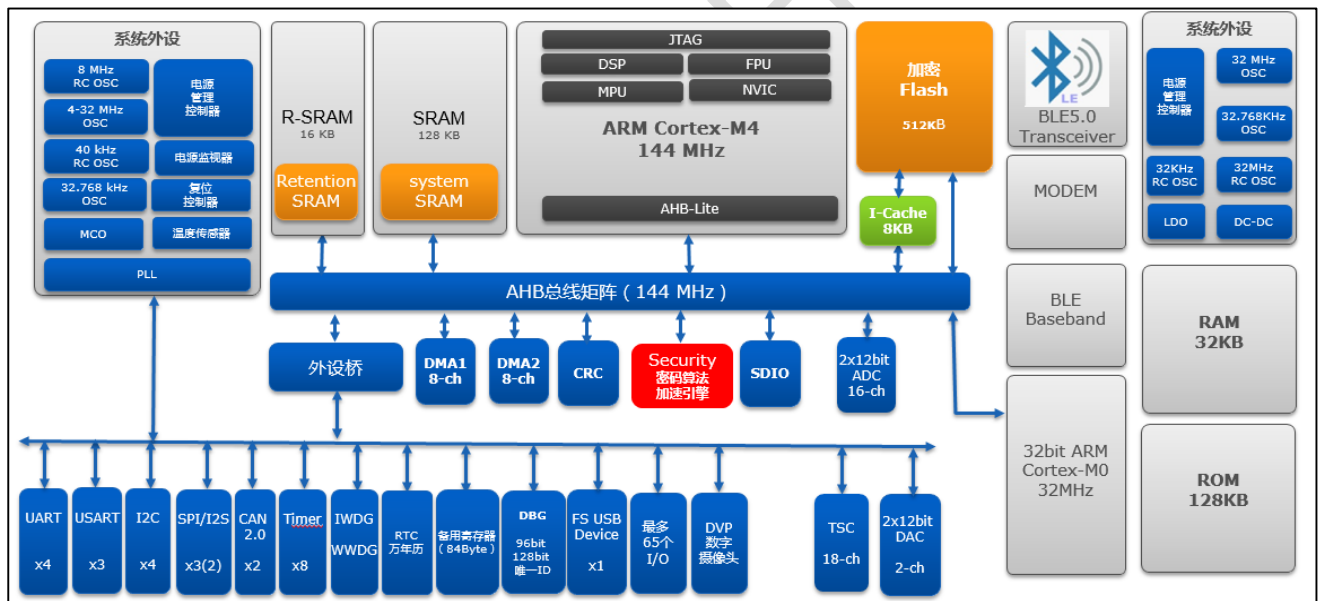 系统外设
8 MHz
RC OSC
4-32 MHz
OSC
40 kHz
RC OSC
32.768 kHz
OSC
MCO
电源
管理
控制器
电源监视器
复位
控制器
温度传感器
PLL
R-SRAM
16 KB
Retention
SRAM
SRAM
128 KB
system
SRAM
JTAG
DSP
FPU
MPU
NVIC
ARM Cortex-M4
144 MHz
AHB-Lite
加密
Flash
512KB
I-Cache
8KB
LE
BLE5.0
Transceiver
MODEM
BLE
Baseband
32bit ARM
Cortex-M0
32MHz
系统外设
电源
管理
控制器
32 MHz
OSC
32.768KHz
OSC
32KHz
RC OSC
32MHz
RC OSC
LDO
DC-DC
RAM
32KB
ROM
128KB
AHB总线矩阵（144 MHz）
外设桥
DMA1
8-ch
DMA2
8-ch
CRC
Security
密码算法
加速引擎
SDIO
2x12bit
ADC
16-ch
UART
x4
USART
x3
I2C
x4
SPI/I2S
x3(2)
CAN
2.0
x2
Timer
x8
IWDG
WWDG
RTC
万年历
备用寄存器
（84Byte）
DBG
96bit
128bit
唯一ID
FS USB
Device
x1
最多
65个
I/O
DVP
数字
摄像头
TSC
18-ch
2x12bit
DAC
2-ch